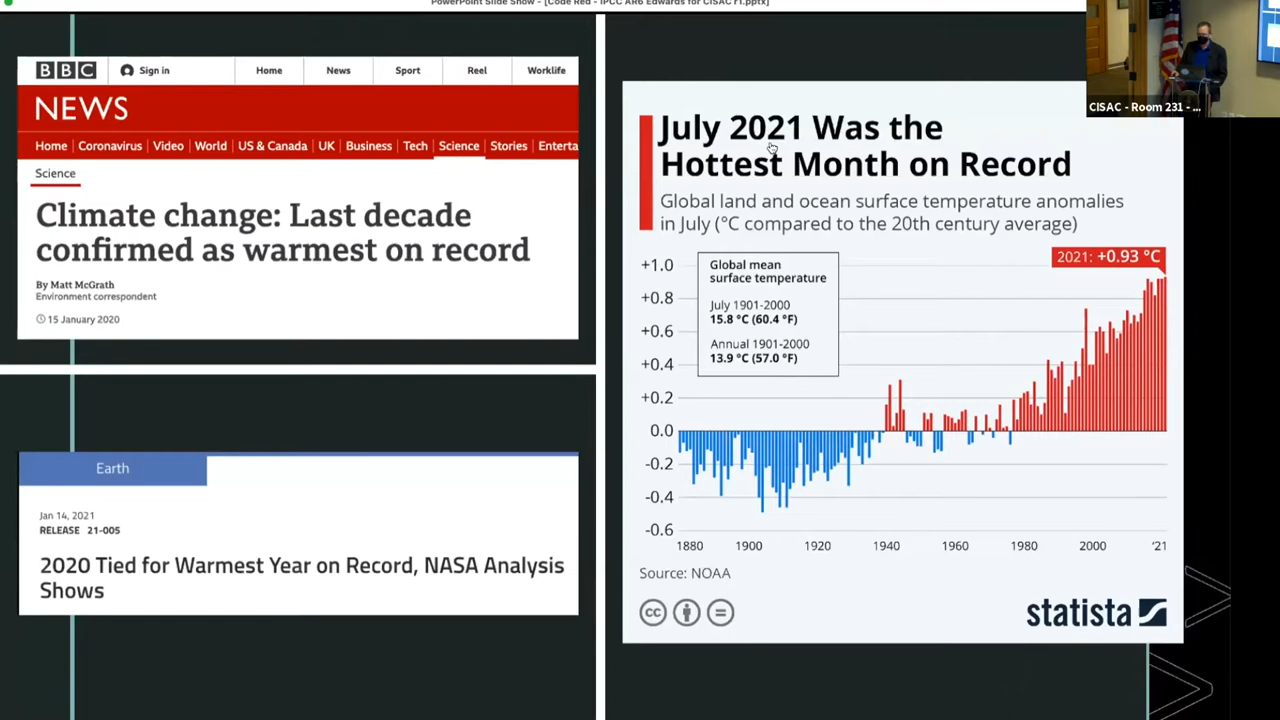 PowerPoint Slide Show - [Code Red - IPCC AR6 Edwards for CISAC r1.pptx]
BBC Sign in Home News Sport Reel Worklife
NEWS
Home Coronavirus Video World US & Canada UK Business Tech Science Stories Enterta
Science
Climate change: Last decade
confirmed as warmest on record
By Matt McGrath
Environment correspondent
15 January 2020
Earth
Jan 14, 2021
RELEASE 21-005
2020 Tied for Warmest Year on Record, NASA Analysis
Shows
July 2021 Was the
Hottest Month on Record
Global land and ocean surface temperature anomalies
in July (°C compared to the 20th century average)
2021: +0.93 °C
Global mean
surface temperature
July 1901-2000
15.8 °C (60.4 °F)
Annual 1901-2000
13.9 °C (57.0 °F)
+1.0
+0.8
+0.6
+0.4
+0.2
0.0
-0.2
-0.4
-0.6
1880 1900 1920 1940 1960 1980 2000 '21
Source: NOAA
cc
statista
CISAC - Room 231 - ...